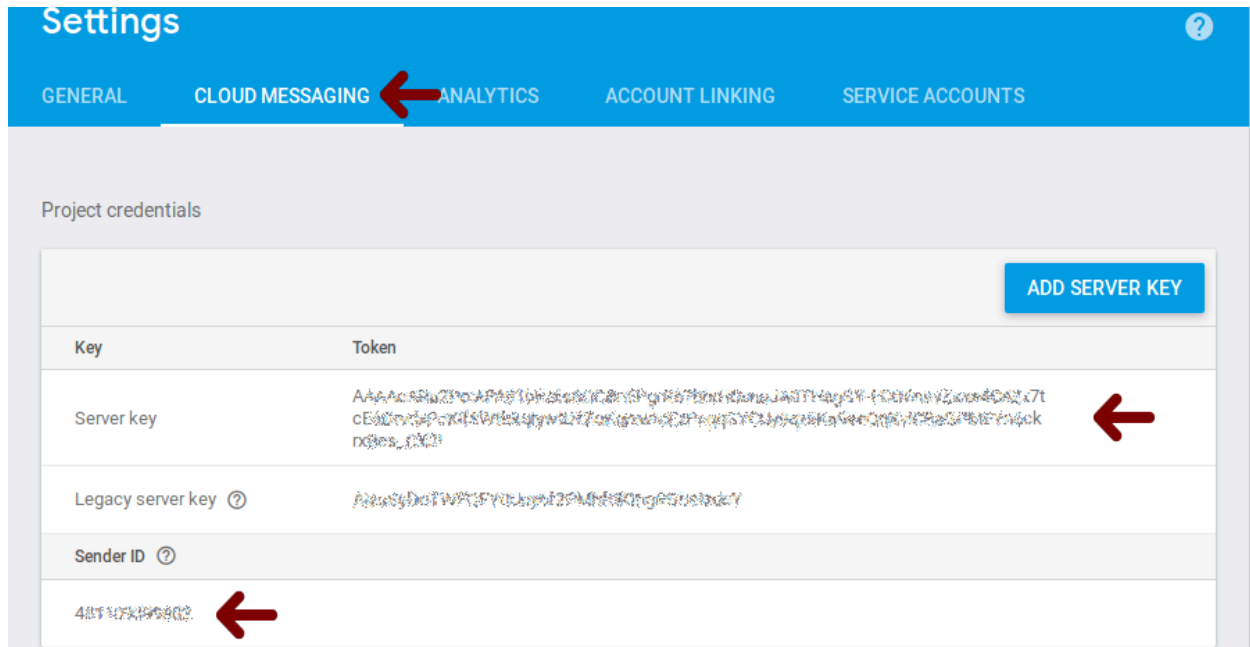 Settings
GENERAL CLOUD MESSAGING ANALYTICS ACCOUNT LINKING SERVICE ACCOUNTS
Project credentials
ADD SERVER KEY
Key Token
Server key
Legacy server key
Sender ID